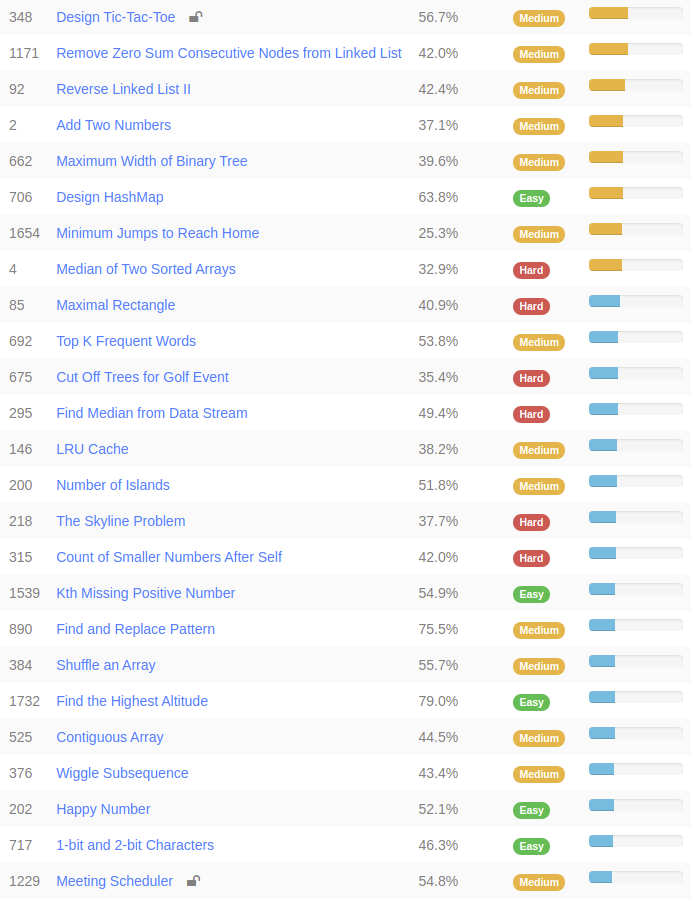 348 Design Tic-Tac-Toe 56.7% Medium
1171 Remove Zero Sum Consecutive Nodes from Linked List 42.0% Medium
92 Reverse Linked List II 42.4% Medium
2 Add Two Numbers 37.1% Medium
662 Maximum Width of Binary Tree 39.6% Medium
706 Design HashMap 63.8% Easy
1654 Minimum Jumps to Reach Home 25.3% Medium
4 Median of Two Sorted Arrays 32.9% Hard
85 Maximal Rectangle 40.9% Hard
692 Top K Frequent Words 53.8% Medium
675 Cut Off Trees for Golf Event 35.4% Hard
295 Find Median from Data Stream 49.4% Hard
146 LRU Cache 38.2% Medium
200 Number of Islands 51.8% Medium
218 The Skyline Problem 37.7% Hard
315 Count of Smaller Numbers After Self 42.0% Hard
1539 Kth Missing Positive Number 54.9% Easy
890 Find and Replace Pattern 75.5% Medium
384 Shuffle an Array 55.7% Medium
1732 Find the Highest Altitude 79.0% Easy
525 Contiguous Array 44.5% Medium
376 Wiggle Subsequence 43.4% Medium
202 Happy Number 52.1% Easy
717 1-bit and 2-bit Characters 46.3% Easy
1229 Meeting Scheduler 54.8% Medium